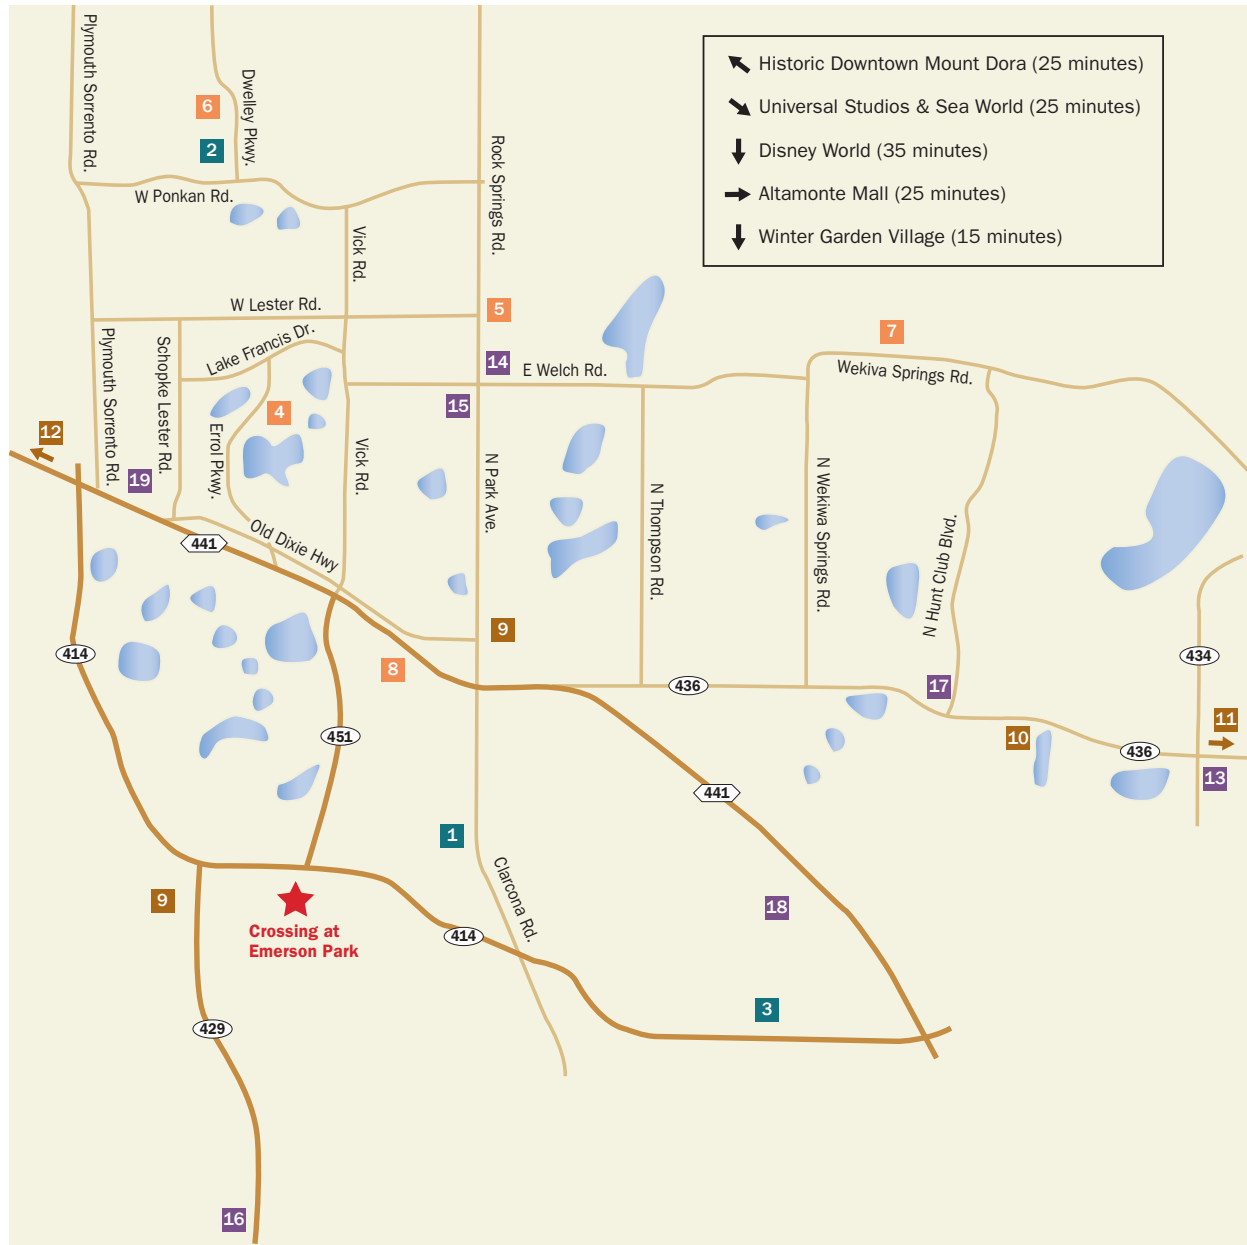 Plymouth Sorrento Rd.
Dwelley Pkwy.
6
2
W Ponkan Rd.
Rock Springs Rd.
Historic Downtown Mount Dora (25 minutes)
Universal Studios & Sea World (25 minutes)
Disney World (35 minutes)
Altamonte Mall (25 minutes)
Winter Garden Village (15 minutes)
Vick Rd.
W Lester Rd.
5
7
Lake Francis Dr.
14
E Welch Rd.
Wekiva Springs Rd.
Plymouth Sorrento Rd.
Schopke Lester Rd.
15
4
12
Errol Pkwy.
Vick Rd.
N Park Ave.
19
N Thompson Rd.
N Wekiwa Springs Rd.
N Hunt Club Blvd.
Old Dixie Hwy
441
9
414
8
434
436
17
451
10
11
436
13
441
1
Clarcona Rd.
9
18
Crossing at
Emerson Park
414
3
429
16